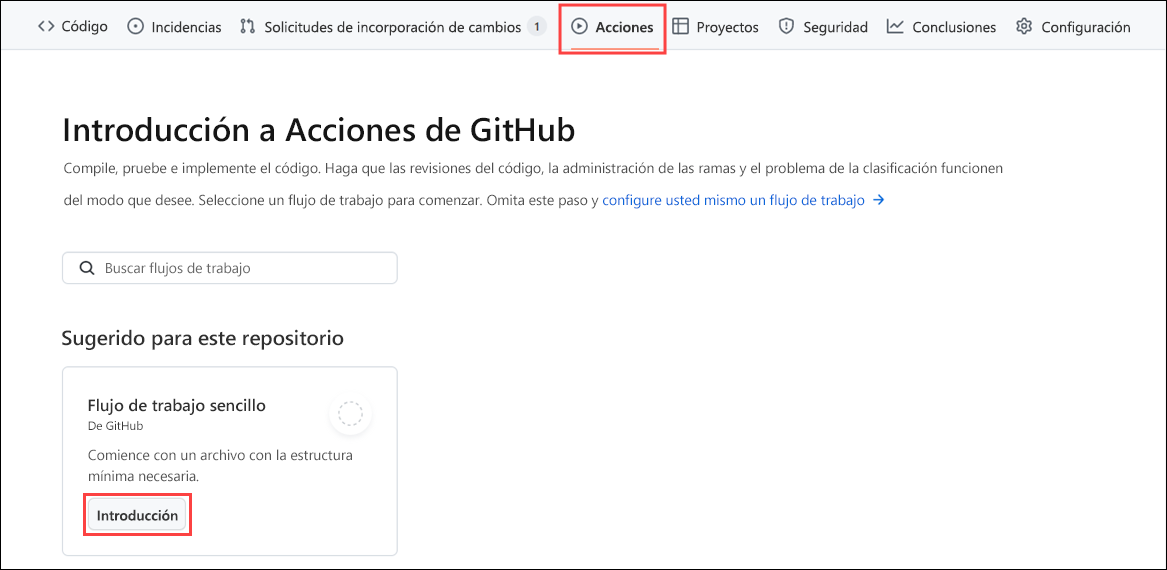 Código Incidencias Solicitudes de incorporación de cambios 1 Acciones Proyectos Seguridad Conclusiones Configuración
Introducción a Acciones de GitHub
Compile, pruebe e implemente el código. Haga que las revisiones del código, la administración de las ramas y el problema de la clasificación funcionen
del modo que desee. Seleccione un flujo de trabajo para comenzar. Omita este paso y configure usted mismo un flujo de trabajo →
Buscar flujos de trabajo
Sugerido para este repositorio
Flujo de trabajo sencillo
De GitHub
Comience con un archivo con la estructura
mínima necesaria.
Introducción